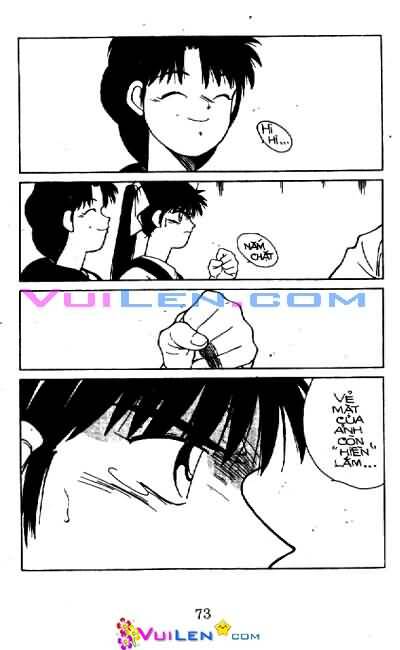 HI
HI...
NẮM
CHẶT
VUILEN.COM
VẺ
MẶT
CỦA
ANH
CÒN
"HIỀN"
LẮM...
73
VUILEN.COM